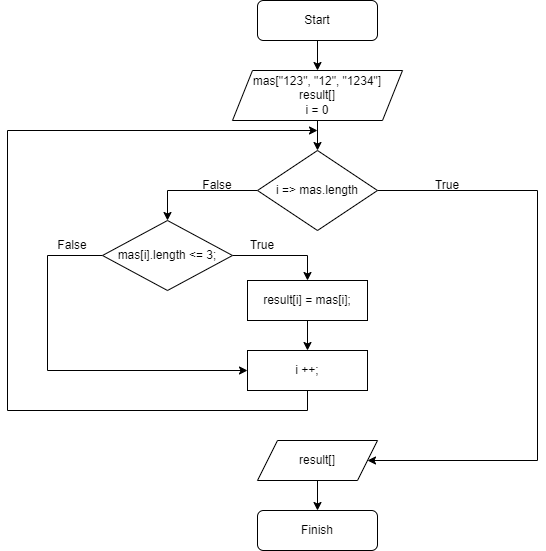 Start
mas["123", "12", "1234"]
result[]
i = 0
i => mas.length
False
True
mas[i].length <= 3;
False
True
result[i] = mas[i];
i ++;
result[]
Finish